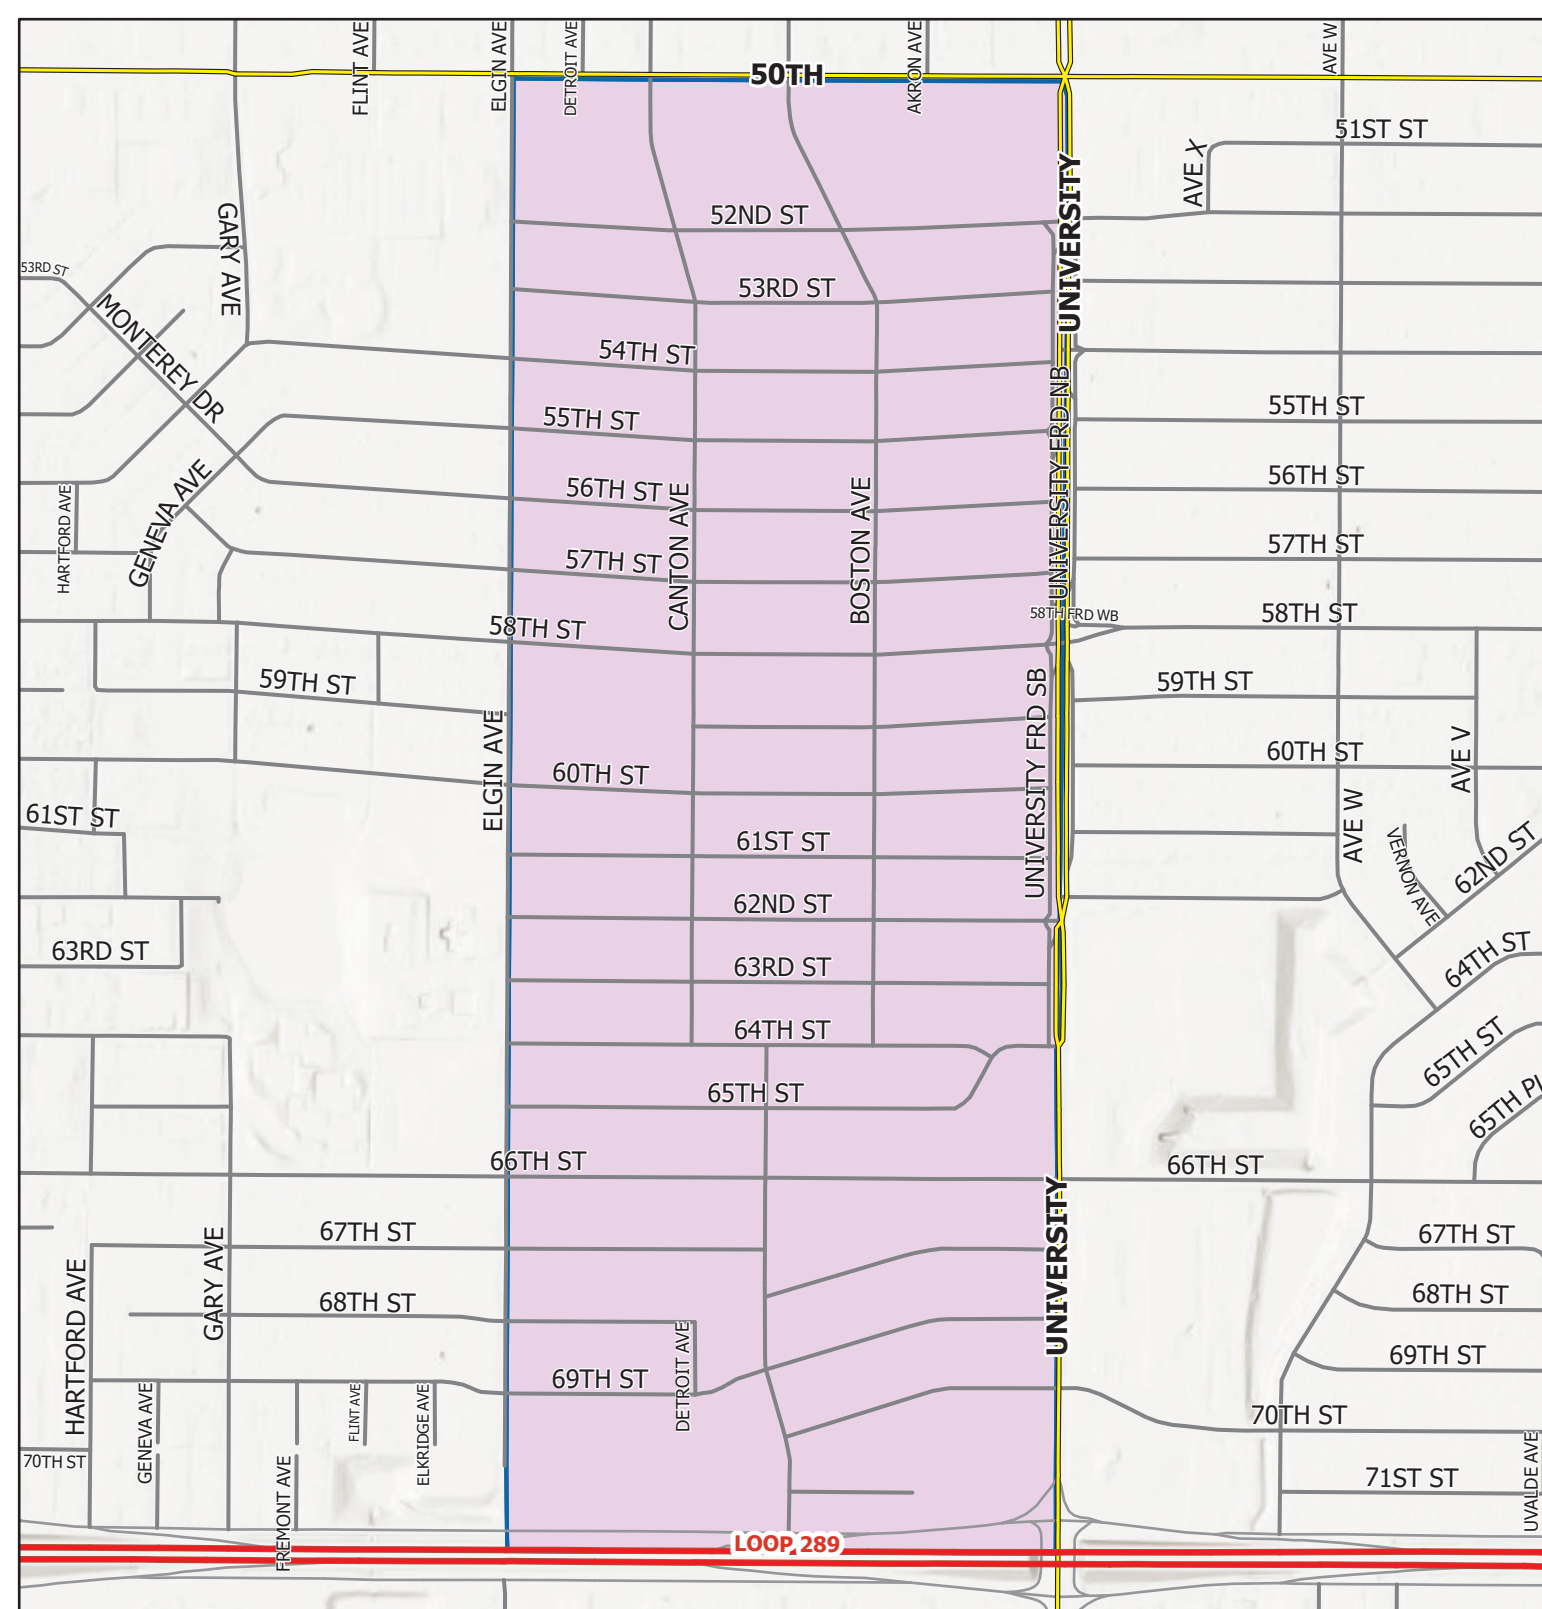 FLINT AVE
ELGIN AVE
DETROIT AVE
AKRON AVE
AVE W
50TH
51ST ST
AVE X
UNIVERSITY
GARY AVE
52ND ST
53RD ST
53RD ST
MONTEREY DR
54TH ST
55TH ST
55TH ST
UNIVERSITY FRD NB
GENEVA AVE
HARTFORD AVE
56TH ST
56TH ST
CANTON AVE
BOSTON AVE
57TH ST
57TH ST
58TH ST
58TH FRD WB
58TH ST
59TH ST
59TH ST
UNIVERSITY FRD SB
ELGIN AVE
60TH ST
60TH ST
AVE V
AVE W
61ST ST
61ST ST
VERNON AVE
62ND ST
62ND ST
63RD ST
63RD ST
64TH ST
64TH ST
65TH ST
65TH ST
65TH PL
66TH ST
66TH ST
UNIVERSITY
67TH ST
67TH ST
GARY AVE
HARTFORD AVE
68TH ST
68TH ST
DETROIT AVE
69TH ST
69TH ST
GENEVA AVE
FLINT AVE
ELKRIDGE AVE
70TH ST
70TH ST
FREMONT AVE
71ST ST
UVALDE AVE
LOOP 289